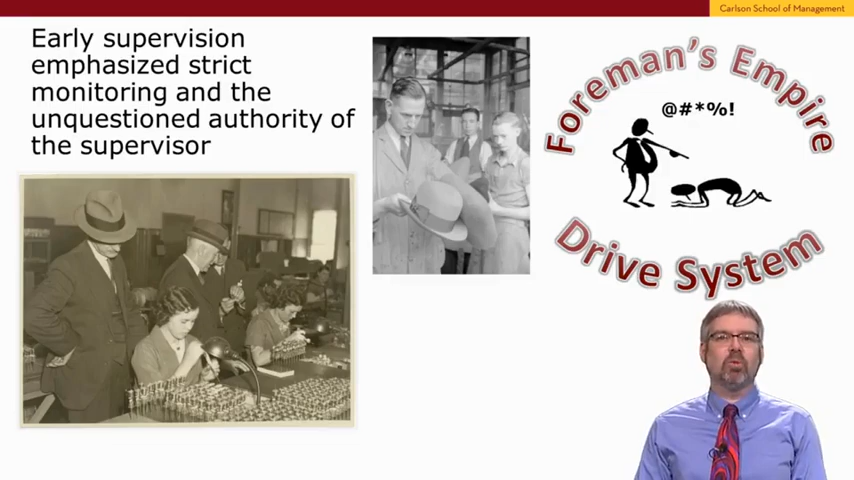 Carlson School of Management
Early supervision
emphasized strict
monitoring and the
unquestioned authority of
the supervisor
Foreman's Empire
@#*%!
Drive System